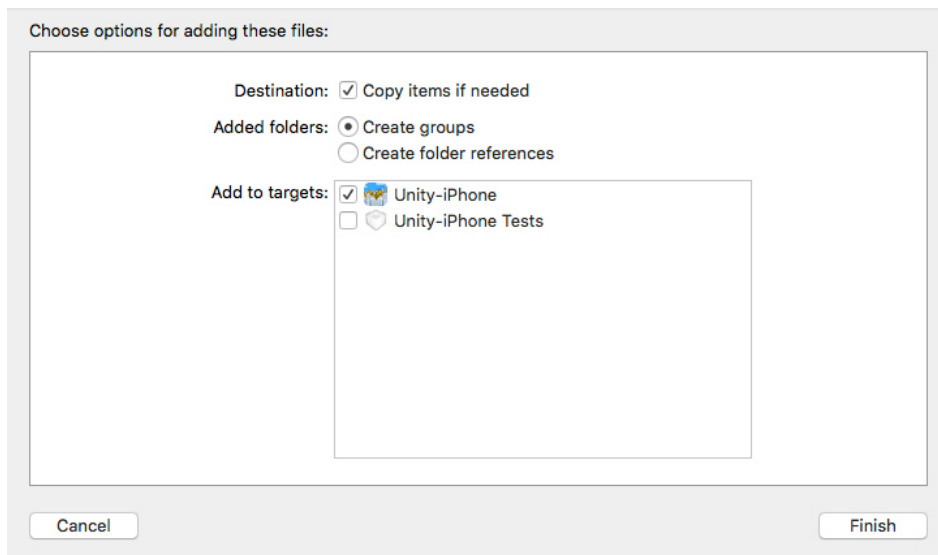 Choose options for adding these files:
Destination: Copy items if needed
Added folders: Create groups
Create folder references
Add to targets: Unity-iPhone
Unity-iPhone Tests
Cancel Finish